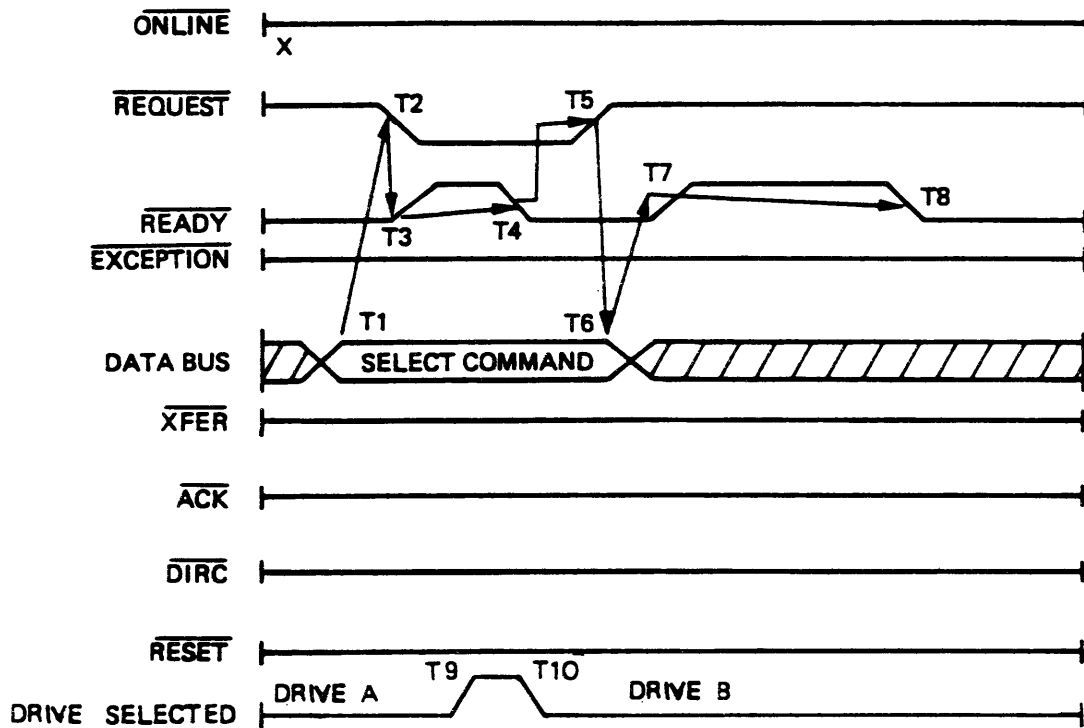 ONLINE
X
REQUEST T2 T5
T7
READY T3 T4 T8
EXCEPTION
T1 T6
DATA BUS SELECT COMMAND
XFER
ACK
DIRC
RESET
T9 T10
DRIVE A DRIVE B
DRIVE SELECTED